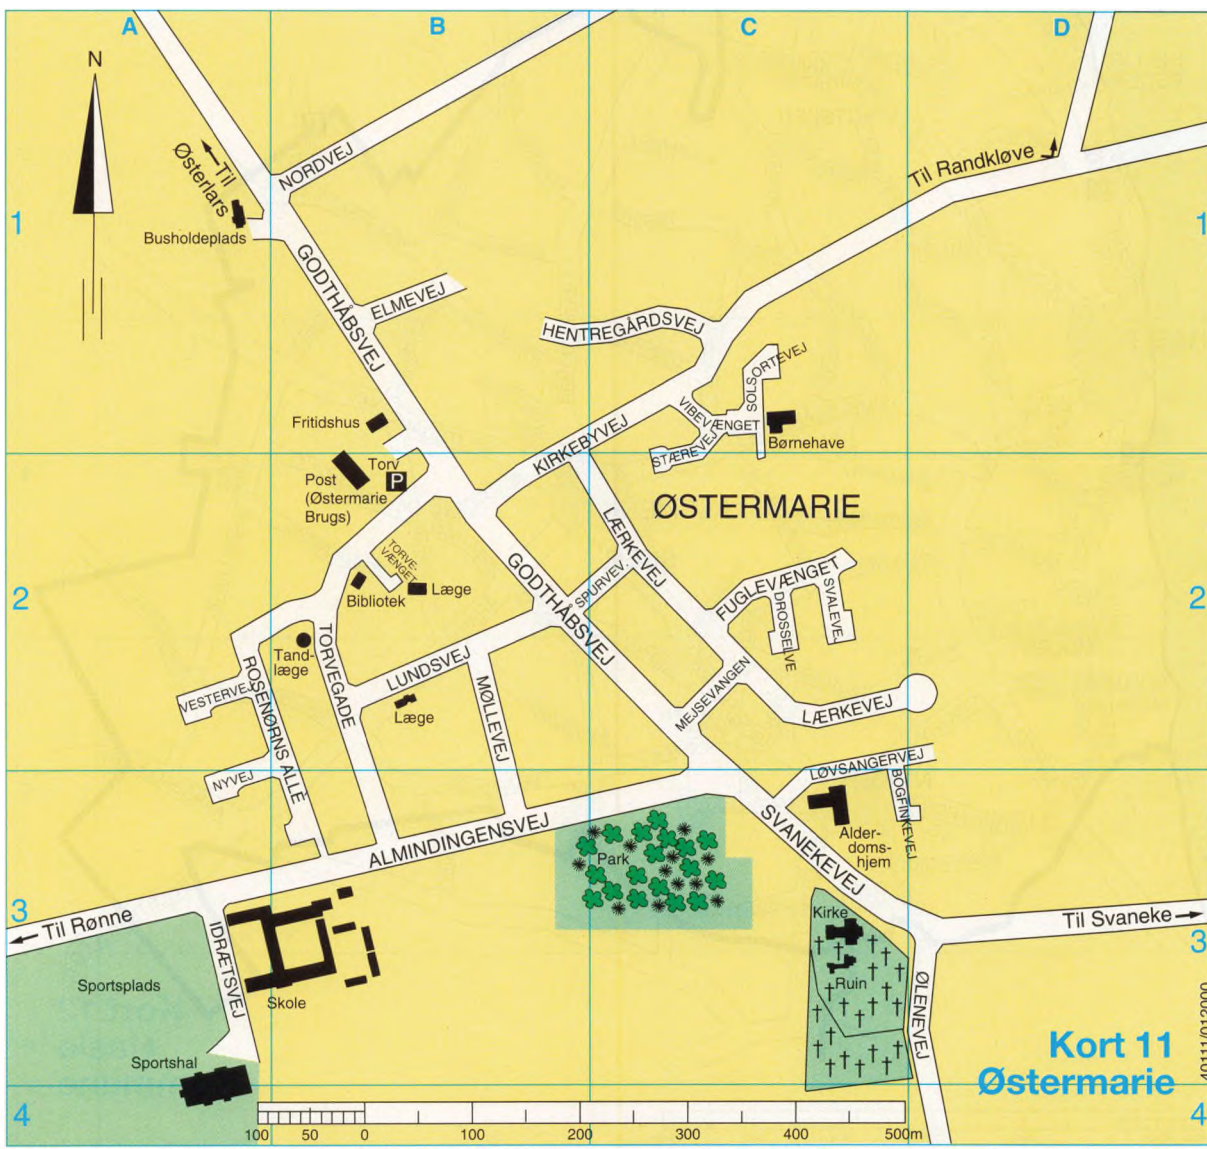 A
B
C
D
N
1
1
Til
Østerlars
Busholdeplads
NORDVEJ
Til Randkløve
GODTHÅBSVEJ
ELMEVEJ
HENTREGÅRDSVEJ
SOLSORTEVEJ
VIBEVÆNGET
STÆREVEJ
Børnehave
KIRKEBYVEJ
Fritidshus
Torv
P
Post
(Østermarie
Brugs)
ØSTERMARIE
2
2
TORVE-
VÆNGET
Bibliotek
Læge
GODTHÅBSVEJ
SPURVEV.
LÆRKEVEJ
FUGLEVÆNGET
DROSSELVE
SVALEVE.
Tand-
læge
TORVEGADE
LUNDSVEJ
Læge
MØLLEVEJ
ROSENØRNS ALLÉ
VESTERVEJ
NYVEJ
MEJSEVANGEN
LÆRKEVEJ
LØVSANGERVEJ
BOGFINKEVEJ
Alder-
doms-
hjem
ALMINDINGENSVEJ
SVANEKEVEJ
Park
3
3
Til Rønne
IDRÆTSVEJ
Sportsplads
Skole
Sportshal
Kirke
Ruin
Til Svaneke
ØLENEVEJ
40111/012000
Kort 11
Østermarie
4
4
100 50 0 100 200 300 400 500m